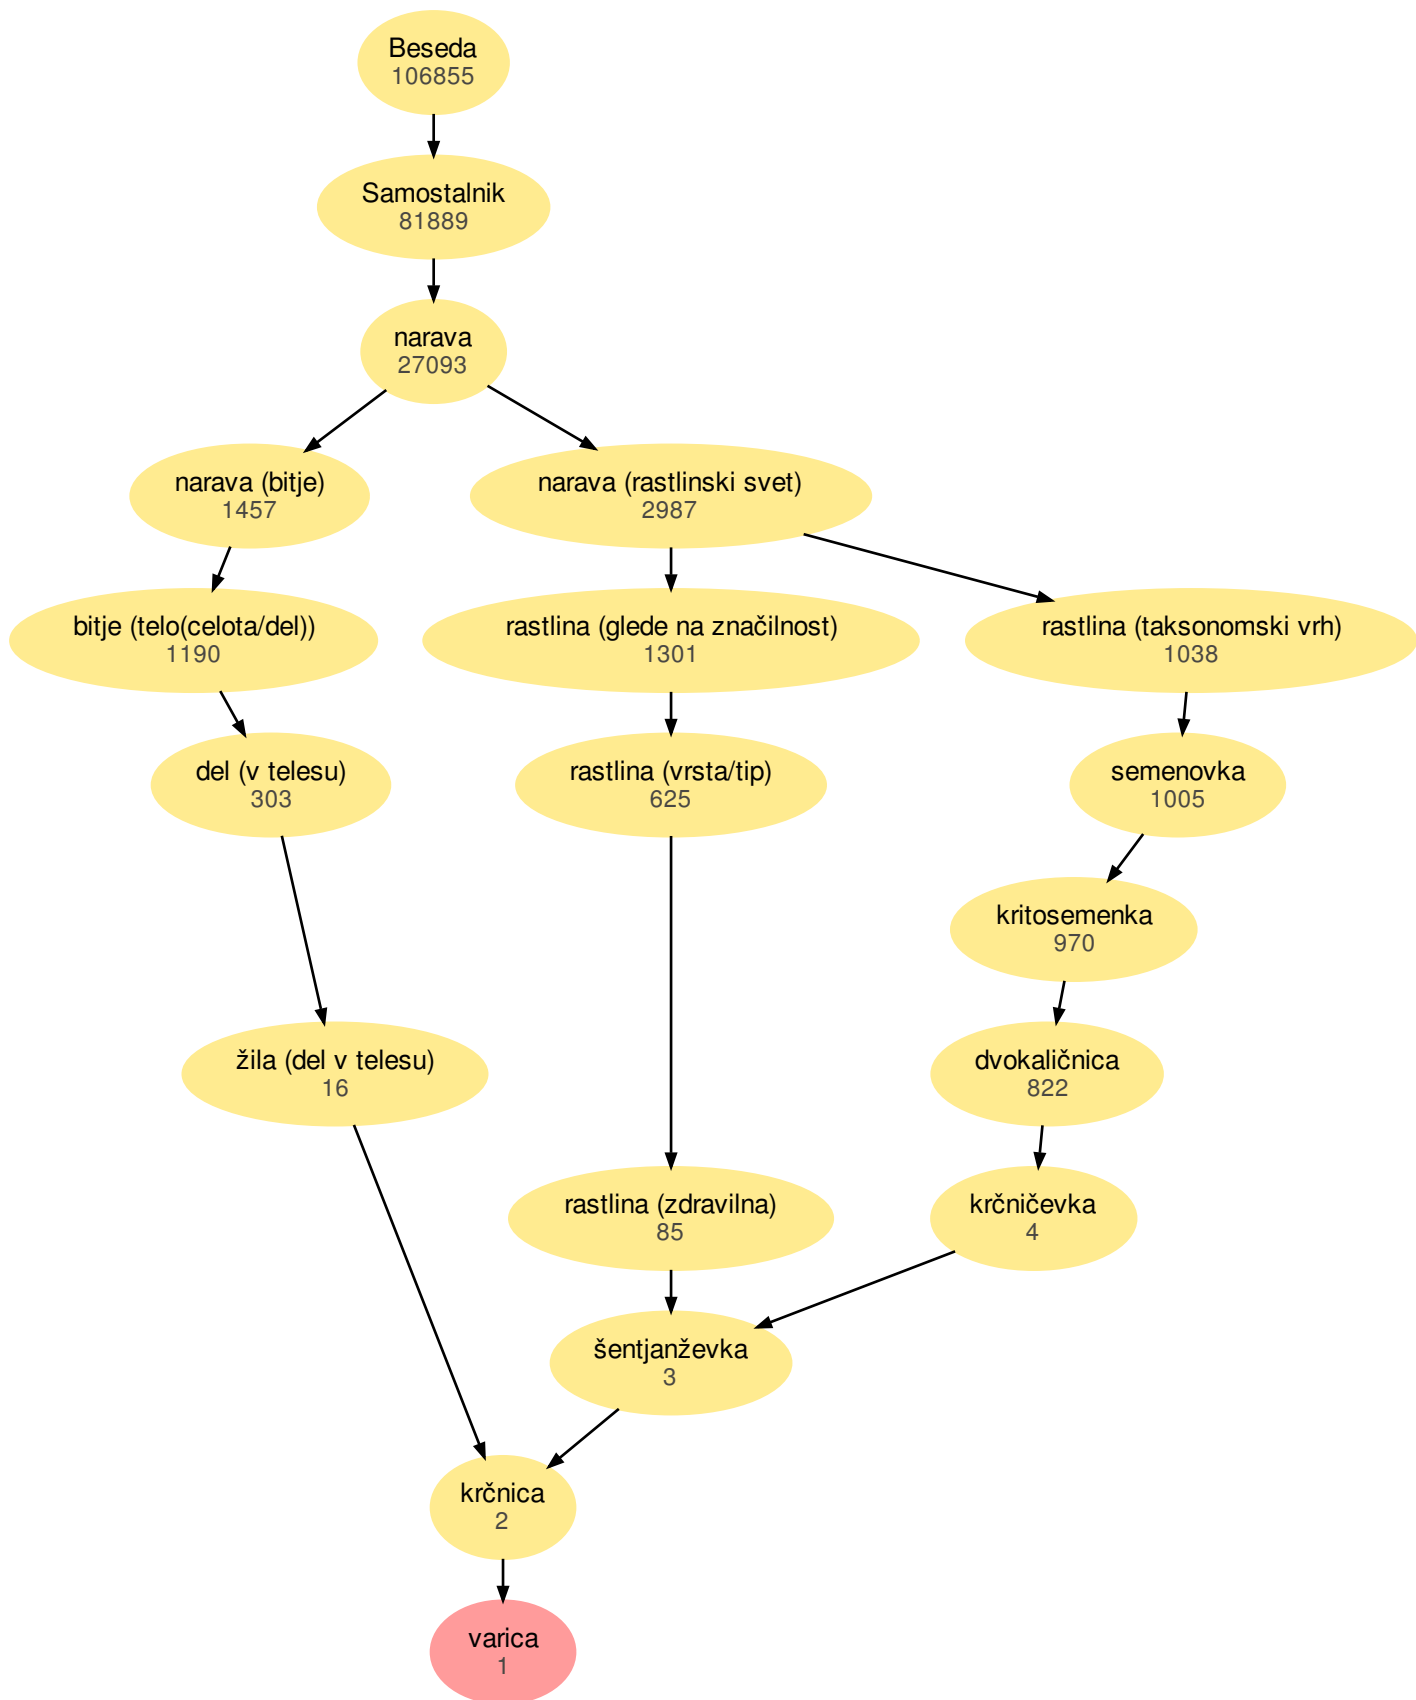 Beseda
106855
Samostalnik
81889
narava
27093
narava (bitje)
1457
narava (rastlinski svet)
2987
bitje (telo(celota/del))
1190
rastlina (glede na značilnost)
1301
rastlina (taksonomski vrh)
1038
del (v telesu)
303
rastlina (vrsta/tip)
625
semenovka
1005
kritosemenka
970
žila (del v telesu)
16
dvokaličnica
822
rastlina (zdravilna)
85
krčničevka
4
šentjanževka
3
krčnica
2
varica
1